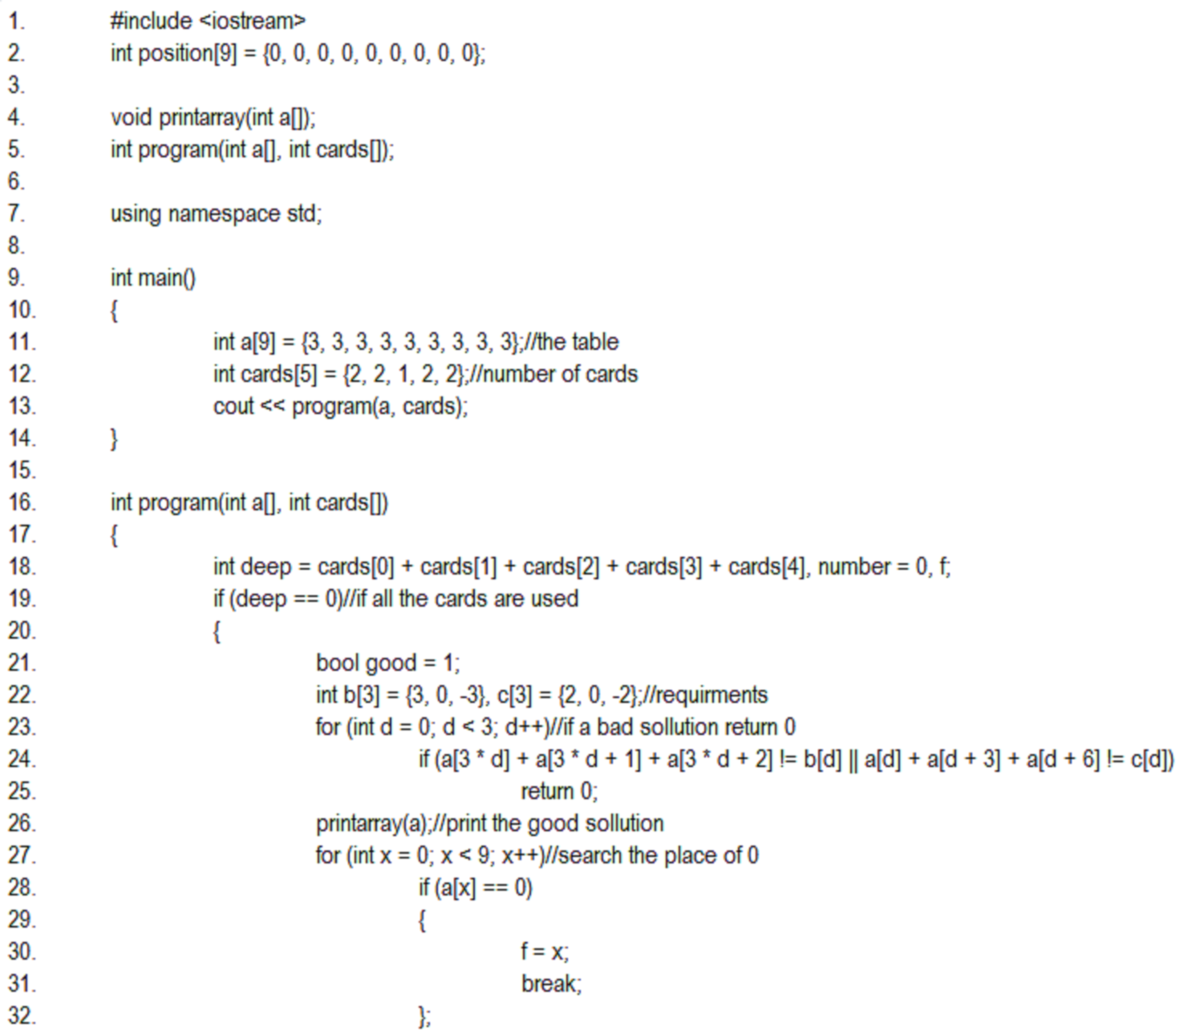 1. #include <iostream>
2. int position[9] = {0, 0, 0, 0, 0, 0, 0, 0, 0};
3.
4. void printarray(int a[]);
5. int program(int a[], int cards[]);
6.
7. using namespace std;
8.
9. int main()
10. {
11. int a[9] = {3, 3, 3, 3, 3, 3, 3, 3, 3};//the table
12. int cards[5] = {2, 2, 1, 2, 2};//number of cards
13. cout << program(a, cards);
14. }
15.
16. int program(int a[], int cards[])
17. {
18. int deep = cards[0] + cards[1] + cards[2] + cards[3] + cards[4], number = 0, f;
19. if (deep == 0)//if all the cards are used
20. {
21. bool good = 1;
22. int b[3] = {3, 0, -3}, c[3] = {2, 0, -2};//requirments
23. for (int d = 0; d < 3; d++)//if a bad sollution return 0
24. if (a[3 * d] + a[3 * d + 1] + a[3 * d + 2] != b[d] || a[d] + a[d + 3] + a[d + 6] != c[d])
25. return 0;
26. printarray(a);//print the good sollution
27. for (int x = 0; x < 9; x++)//search the place of 0
28. if (a[x] == 0)
29. {
30. f = x;
31. break;
32. };